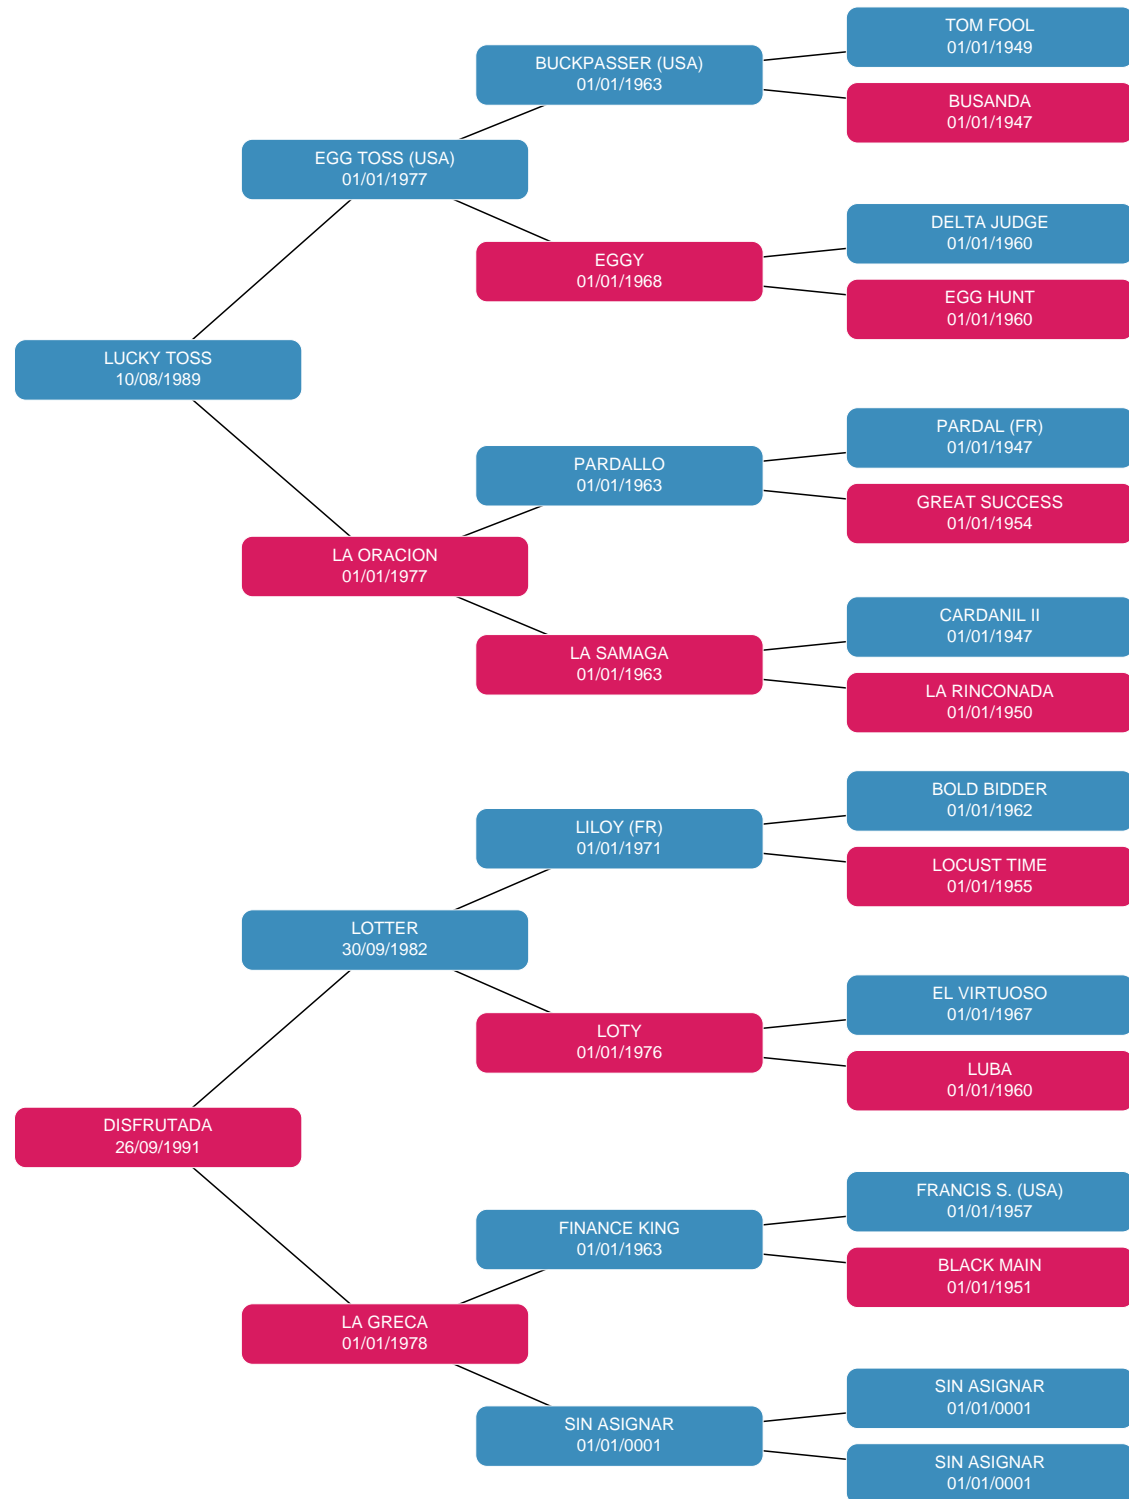 TOM FOOL
01/01/1949
BUCKPASSER (USA)
01/01/1963
BUSANDA
01/01/1947
EGG TOSS (USA)
01/01/1977
DELTA JUDGE
01/01/1960
EGGY
01/01/1968
EGG HUNT
01/01/1960
LUCKY TOSS
10/08/1989
PARDAL (FR)
01/01/1947
PARDALLO
01/01/1963
GREAT SUCCESS
01/01/1954
LA ORACION
01/01/1977
CARDANIL II
01/01/1947
LA SAMAGA
01/01/1963
LA RINCONADA
01/01/1950
BOLD BIDDER
01/01/1962
LILOY (FR)
01/01/1971
LOCUST TIME
01/01/1955
LOTTER
30/09/1982
EL VIRTUOSO
01/01/1967
LOTY
01/01/1976
LUBA
01/01/1960
DISFRUTADA
26/09/1991
FRANCIS S. (USA)
01/01/1957
FINANCE KING
01/01/1963
BLACK MAIN
01/01/1951
LA GRECA
01/01/1978
SIN ASIGNAR
01/01/0001
SIN ASIGNAR
01/01/0001
SIN ASIGNAR
01/01/0001